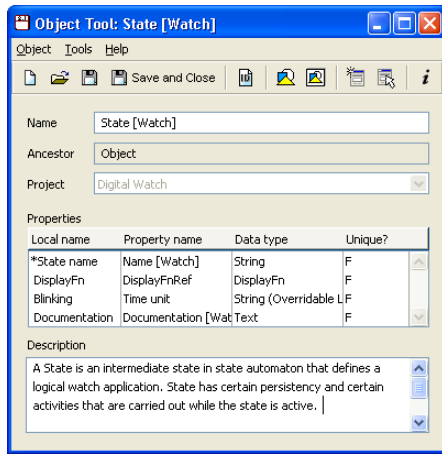 Object Tool: State [Watch]
Object Tools Help
Save and Close ID i
Name State [Watch]
Ancestor Object
Project Digital Watch
Properties
Local name Property name Data type Unique?
*State name Name [Watch] String F
DisplayFn DisplayFnRef DisplayFn F
Blinking Time unit String (Overridable L F
Documentation Documentation [Wat Text F
Description
A State is an intermediate state in state automaton that defines a
logical watch application. State has certain persistency and certain
activities that are carried out while the state is active.